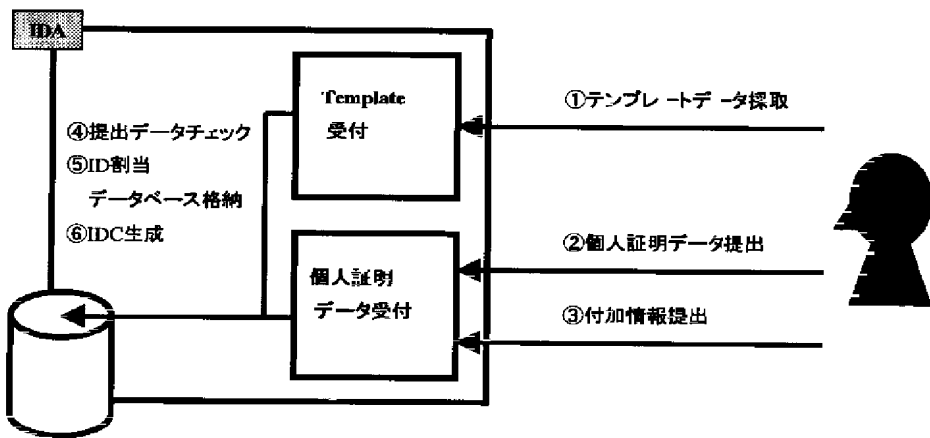 IDA
Template
受付
①テンプレートデータ採取
④提出データチェック
⑤ID割当
データベース格納
⑥IDC生成
②個人証明データ提出
個人証明
データ受付
③付加情報提出